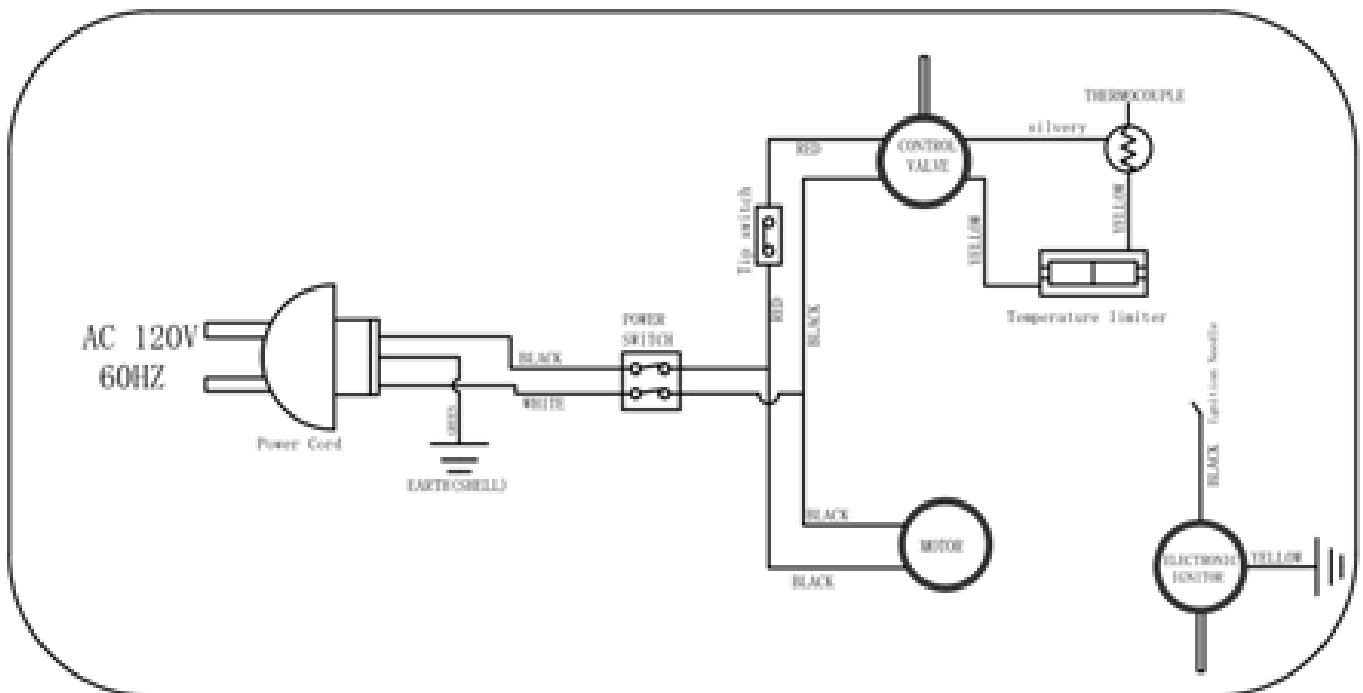 THERMOCOUPLE
silvery
CONTROL
VALVE
RED
YELLOW
YELLOW
Tip switch
Temperature limiter
RED
BLACK
AC 120V
60HZ
POWER
SWITCH
BLACK
WHITE
GREEN
Power Cord
EARTH(SHELL)
Ignition Needle
BLACK
BLACK
MOTOR
BLACK
ELECTRONIC
IGNITOR
YELLOW